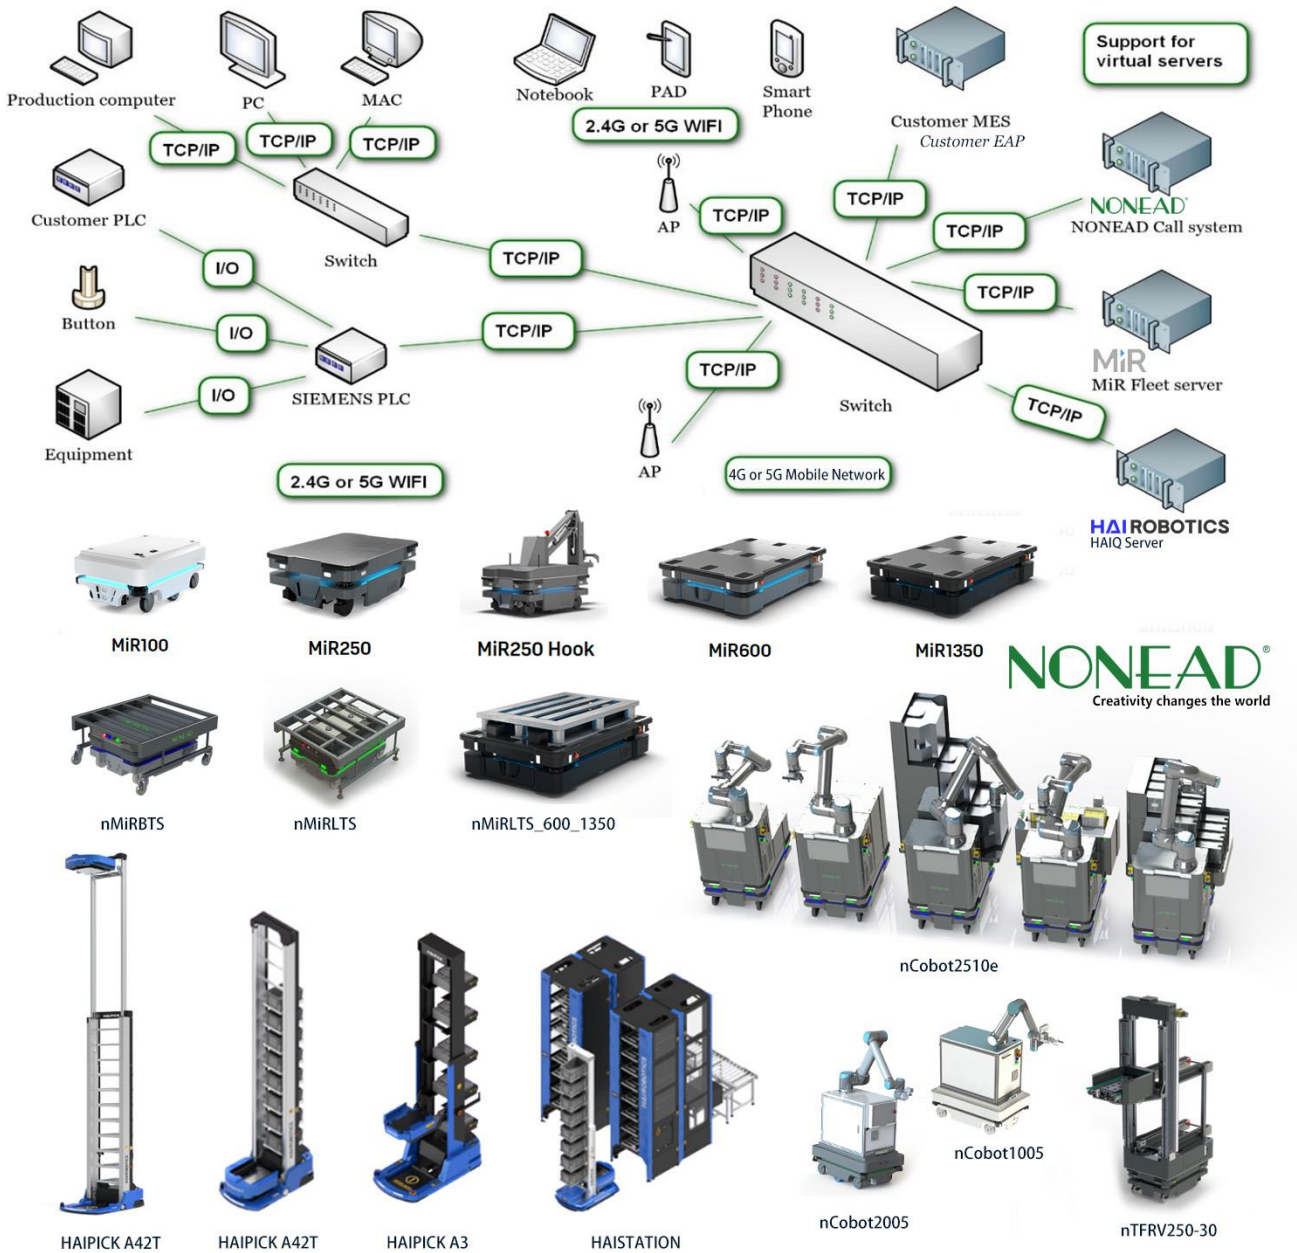 Support for
virtual servers
Production computer
PC
MAC
Notebook
PAD
Smart
Phone
2.4G or 5G WIFI
Customer MES
Customer EAP
TCP/IP
TCP/IP
TCP/IP
TCP/IP
TCP/IP
TCP/IP
Customer PLC
Switch
AP
NONEAD®
NONEAD Call system
I/O
TCP/IP
TCP/IP
Button
I/O
TCP/IP
TCP/IP
I/O
SIEMENS PLC
MiR
MiR Fleet server
Switch
TCP/IP
Equipment
AP
2.4G or 5G WIFI
4G or 5G Mobile Network
HAIROBOTICS
HAIQ Server
MiR100
MiR250
MiR250 Hook
MiR600
MiR1350
NONEAD®
Creativity changes the world
nMiRBTS
nMiRLTS
nMiRLTS_600_1350
nCobot2510e
nCobot1005
nCobot2005
nTFRV250-30
HAIPICK A42T
HAIPICK A42T
HAIPICK A3
HAISTATION